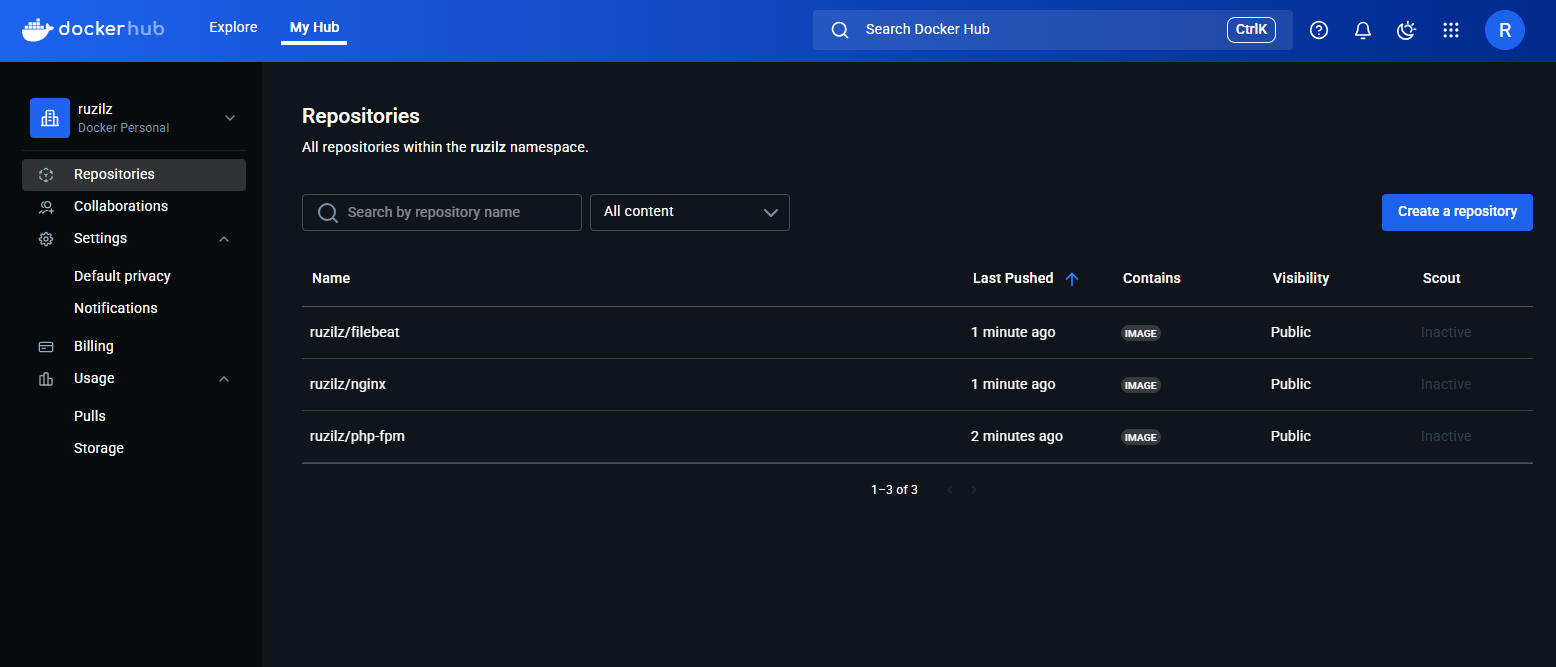 dockerhub Explore My Hub Search Docker Hub CtrlK R
ruzilz
Docker Personal
Repositories
Collaborations
Settings
Default privacy
Notifications
Billing
Usage
Pulls
Storage
Repositories
All repositories within the ruzilz namespace.
Search by repository name All content Create a repository
Name Last Pushed Contains Visibility Scout
ruzilz/filebeat 1 minute ago IMAGE Public Inactive
ruzilz/nginx 1 minute ago IMAGE Public Inactive
ruzilz/php-fpm 2 minutes ago IMAGE Public Inactive
1–3 of 3